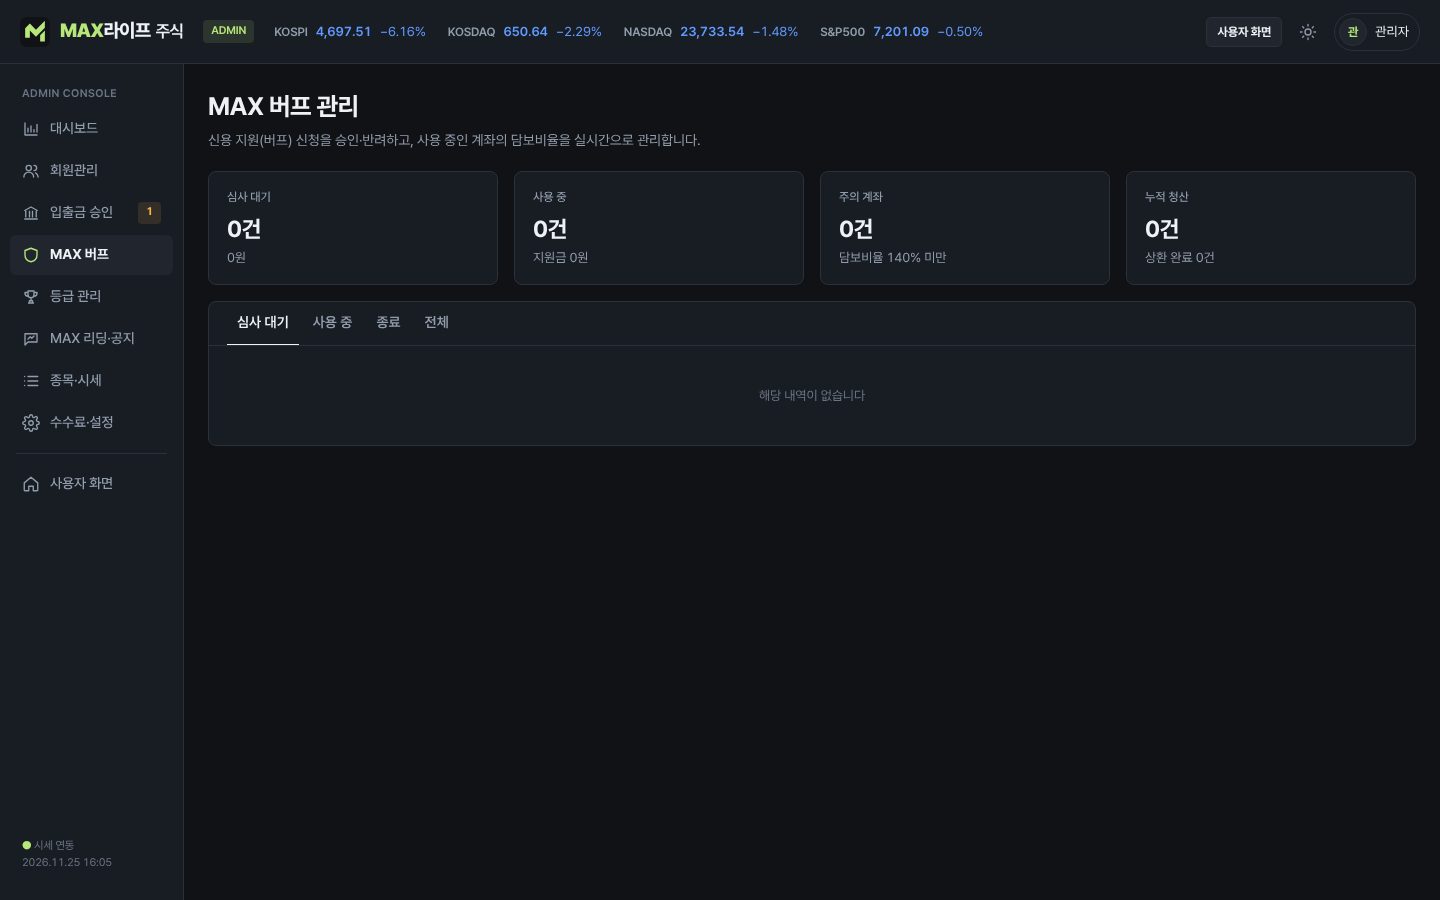 MAX라이프 주식 ADMIN KOSPI 4,697.51 −6.16% KOSDAQ 650.64 −2.29% NASDAQ 23,733.54 −1.48% S&P500 7,201.09 −0.50% 사용자 화면 관 관리자
ADMIN CONSOLE
대시보드
회원관리
입출금 승인 1
MAX 버프
등급 관리
MAX 리딩·공지
종목·시세
수수료·설정
사용자 화면
시세 연동
2026.11.25 16:05
MAX 버프 관리
신용 지원(버프) 신청을 승인·반려하고, 사용 중인 계좌의 담보비율을 실시간으로 관리합니다.
심사 대기
0건
0원
사용 중
0건
지원금 0원
주의 계좌
0건
담보비율 140% 미만
누적 청산
0건
상환 완료 0건
심사 대기 사용 중 종료 전체
해당 내역이 없습니다